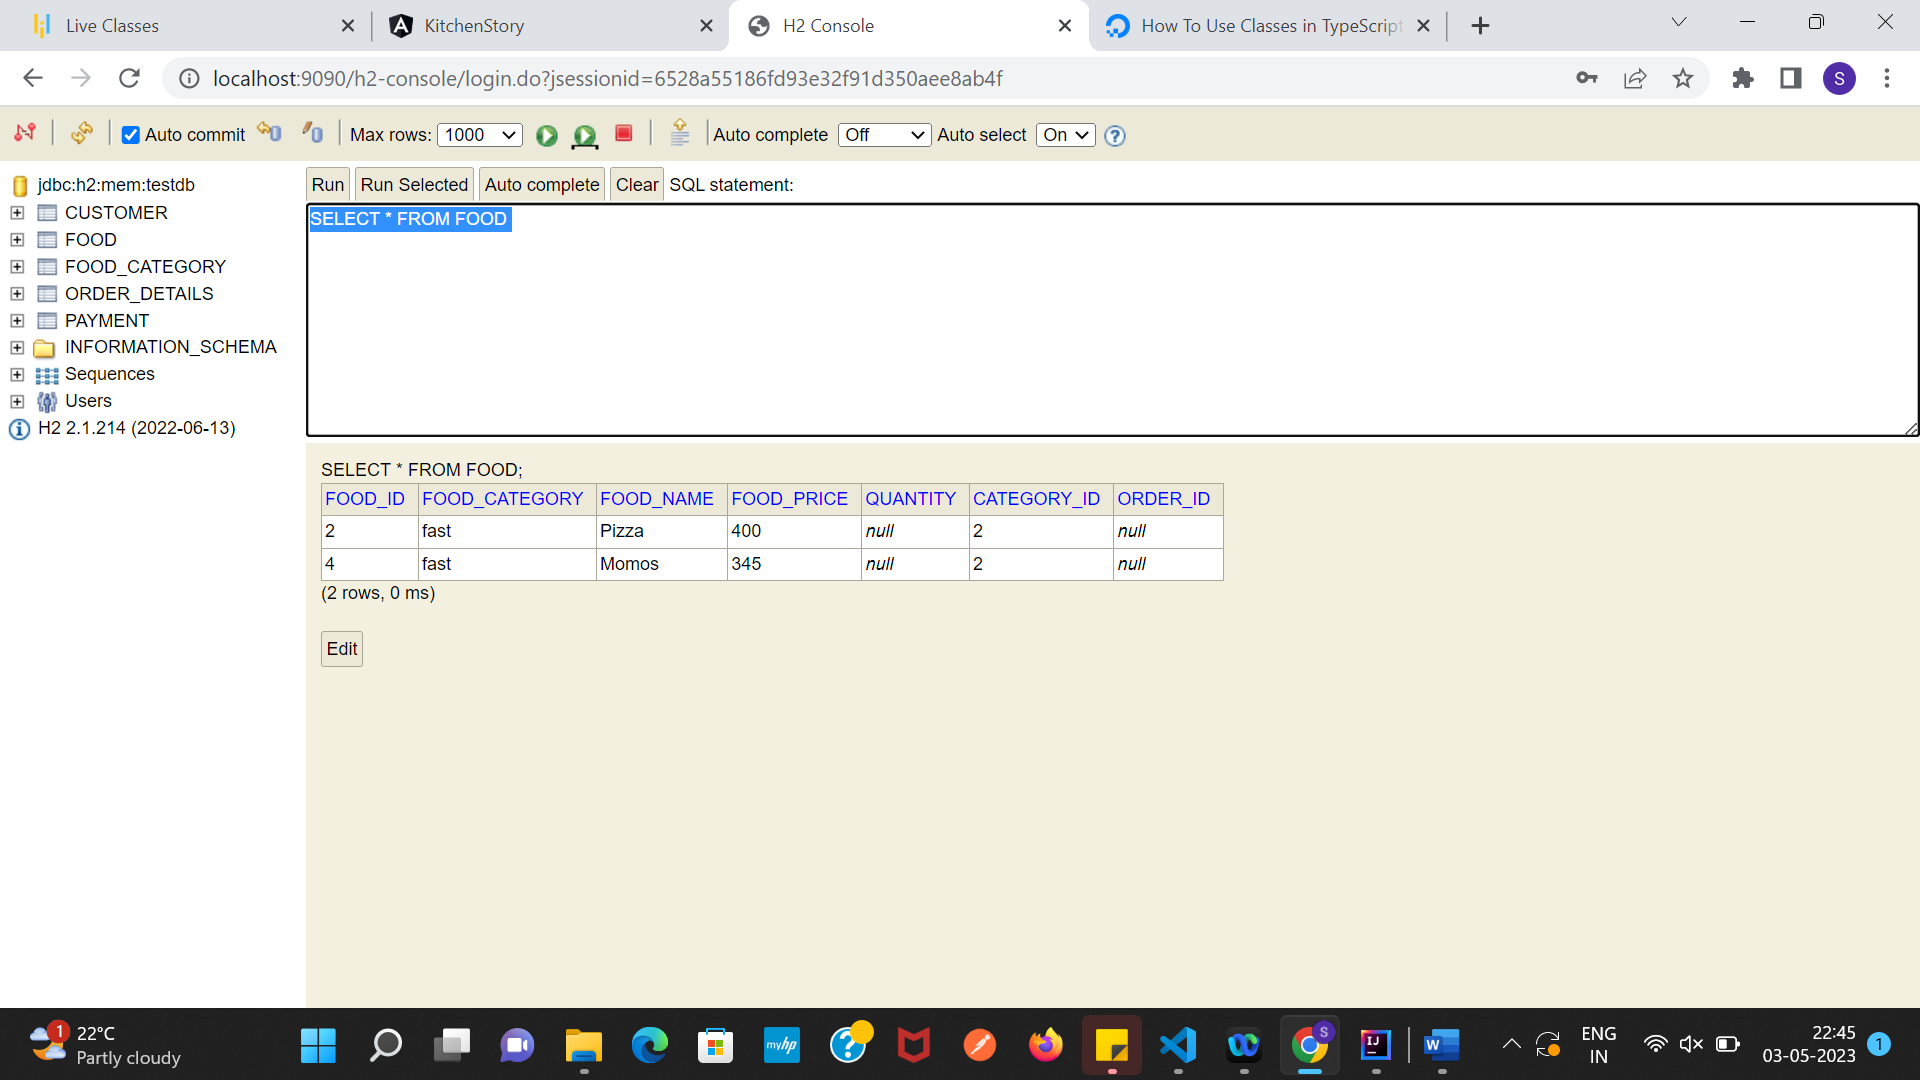 Live Classes
KitchenStory
H2 Console
How To Use Classes in TypeScript
localhost:9090/h2-console/login.do?jsessionid=6528a55186fd93e32f91d350aee8ab4f
S
Auto commit
Max rows: 1000
Auto complete Off
Auto select On
jdbc:h2:mem:testdb
CUSTOMER
FOOD
FOOD_CATEGORY
ORDER_DETAILS
PAYMENT
INFORMATION_SCHEMA
Sequences
Users
H2 2.1.214 (2022-06-13)
Run Run Selected Auto complete Clear SQL statement:
SELECT * FROM FOOD
SELECT * FROM FOOD;
FOOD_ID FOOD_CATEGORY FOOD_NAME FOOD_PRICE QUANTITY CATEGORY_ID ORDER_ID
2 fast Pizza 400 null 2 null
4 fast Momos 345 null 2 null
(2 rows, 0 ms)
Edit
1
22°C
Partly cloudy
myhp
S
IJ
W
ENG
IN
22:45
03-05-2023
1